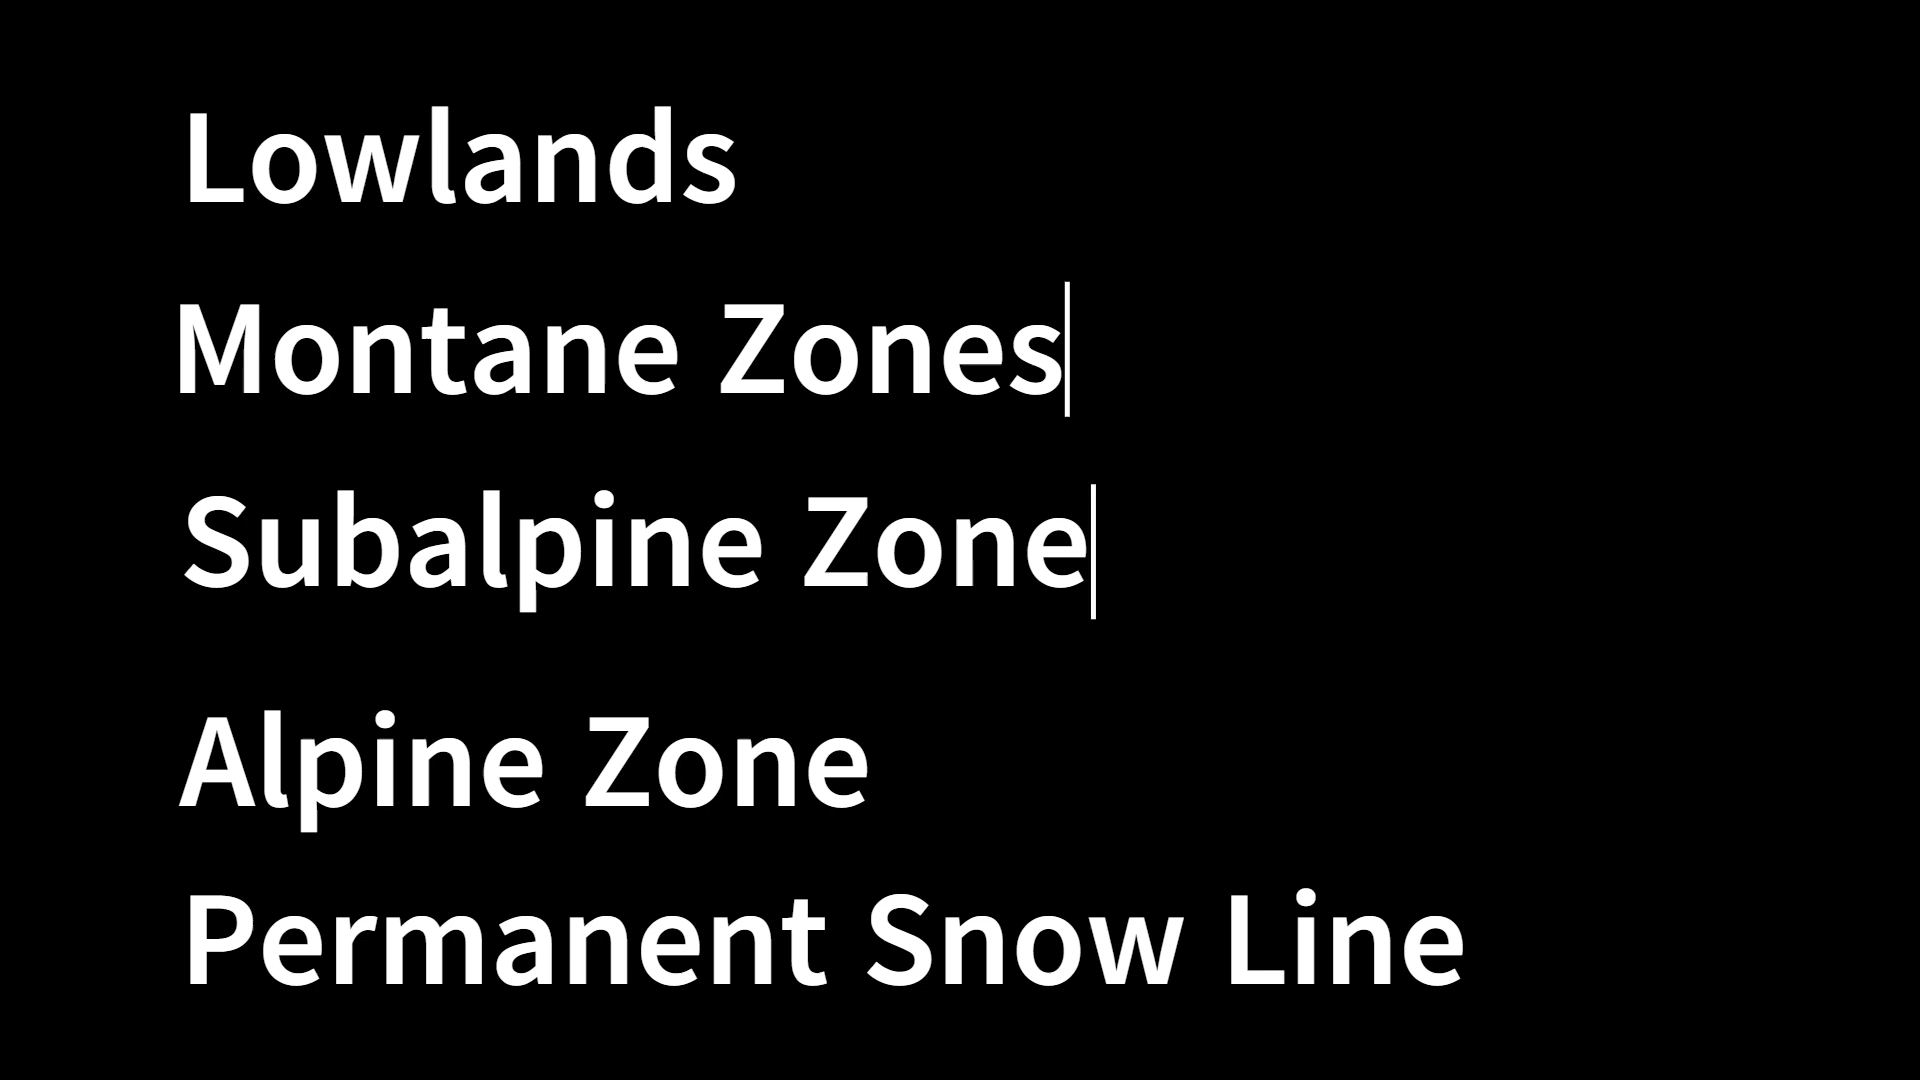 Lowlands
Montane Zones
Subalpine Zone
Alpine Zone
Permanent Snow Line